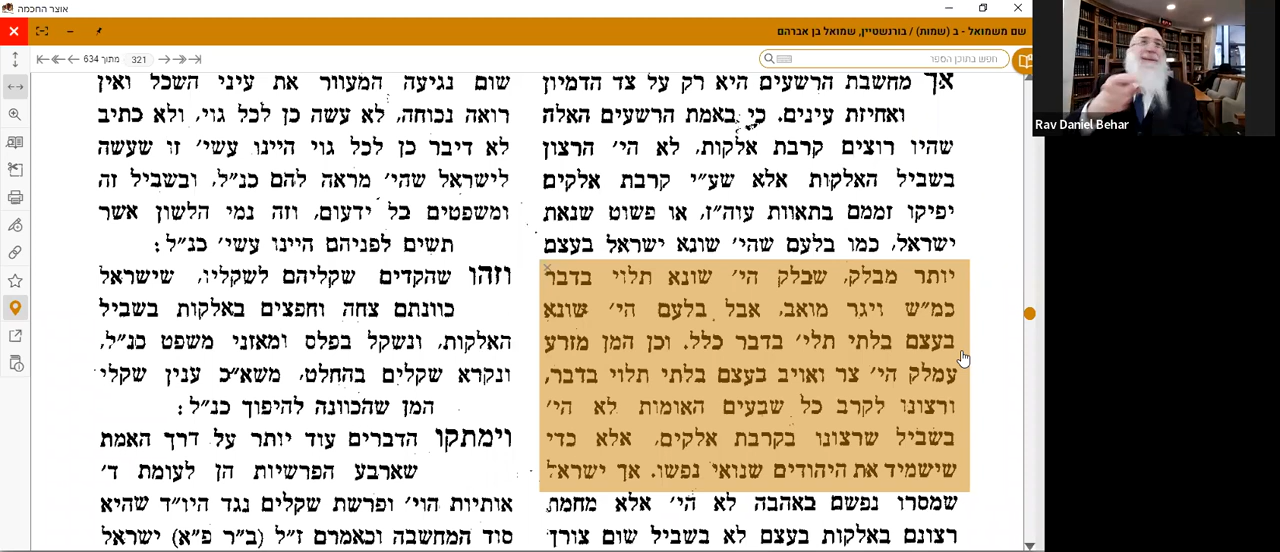 אוצר החכמה
שם משמואל - ב (שמות) / בורנשטיין, שמואל בן אברהם
321 מתוך 634
חפש בתוכן הספר
Rav Daniel Behar
אך מחשבת הרשעים היא רק על צד הדמיון
ואחיזת עינים. כי באמת הרשעים האלה
שהיו רוצים קרבת אלקות, לא הי׳ הרצון
בשביל האלקות אלא שע״י קרבת אלקים
יפיקו זממם בתאוות עוה״ז, או פשוט שנאת
ישראל, כמו בלעם שהי׳ שונא ישראל בעצם
יותר מבלק, שבלק הי׳ שונא תלוי בדבר
כמ״ש ויגר מואב, אבל בלעם הי׳ שונא
בעצם בלתי תלי׳ בדבר כלל. וכן המן מזרע
עמלק הי׳ צר ואויב בעצם בלתי תלוי בדבר,
ורצונו לקרב כל שבעים האומות לא הי׳
בשביל שרצונו בקרבת אלקים, אלא כדי
שישמיד את היהודים שנואי נפשו. אך ישראל
שמסרו נפשם באהבה לא הי׳ אלא מחמת
רצונם באלקות בעצם לא בשביל שום צורך
שום נגיעה המעוור את עיני השכל ואין
רואה נכוחה, לא עשה כן לכל גוי, ולא כתיב
לא דיבר כן לכל גוי היינו עשי׳ זו שעשה
לישראל שהי׳ מראה להם כנ״ל, ובשביל זה
ומשפטים בל ידעום, וזה נמי הלשון אשר
תשים לפניהם היינו עשי׳ כנ״ל :
וזהו שהקדים שקליהם לשקליו, שישראל
כוונתם צחה וחפצים באלקות בשביל
האלקות, ונשקל בפלס ומאזני משפט כנ״ל,
ונקרא שקלים בהחלט, משא״כ ענין שקלי
המן שהכוונה להיפוך כנ״ל :
וימתקו הדברים עוד יותר על דרך האמת
שארבע הפרשיות הן לעומת ד׳
אותיות הוי׳ ופרשת שקלים נגד היו״ד שהיא
סוד המחשבה וכאמרם ז״ל (ב״ר פ״א) ישראל